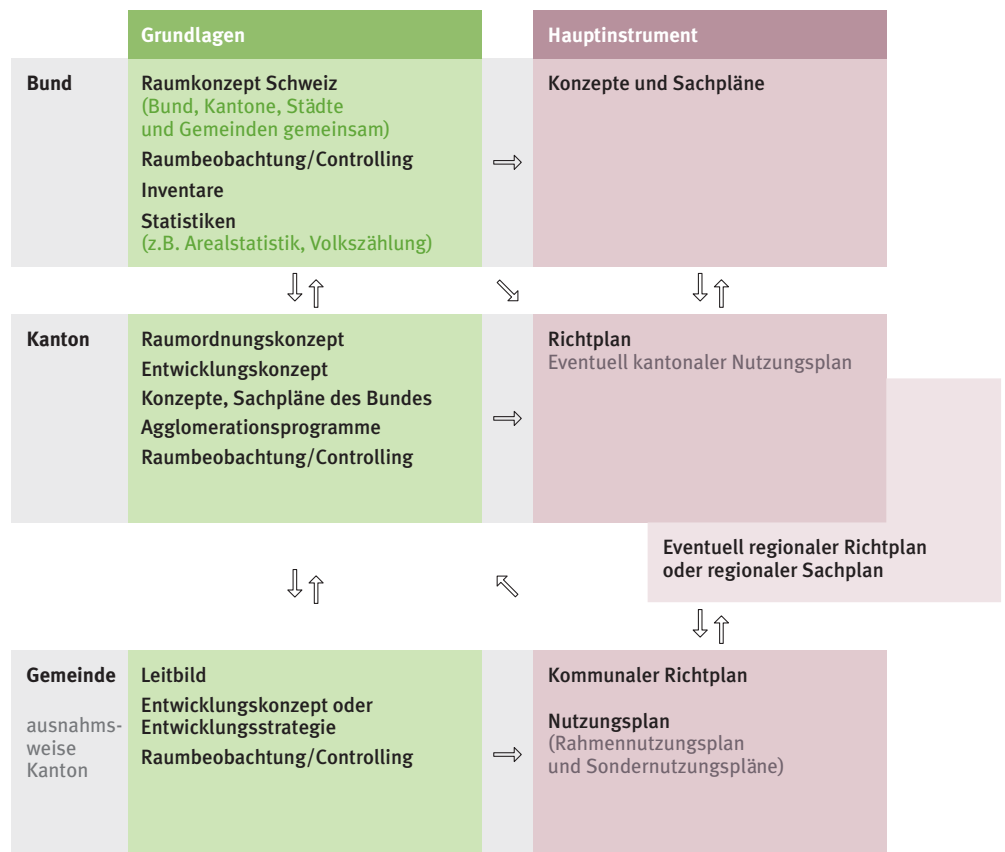 Grundlagen
Hauptinstrument
Bund
Raumkonzept Schweiz
(Bund, Kantone, Städte
und Gemeinden gemeinsam)
Raumbeobachtung/Controlling
Inventare
Statistiken
(z.B. Arealstatistik, Volkszählung)
Konzepte und Sachpläne
Kanton
Raumordnungskonzept
Entwicklungskonzept
Konzepte, Sachpläne des Bundes
Agglomerationsprogramme
Raumbeobachtung/Controlling
Richtplan
Eventuell kantonaler Nutzungsplan
Eventuell regionaler Richtplan
oder regionaler Sachplan
Gemeinde
ausnahms-
weise
Kanton
Leitbild
Entwicklungskonzept oder
Entwicklungsstrategie
Raumbeobachtung/Controlling
Kommunaler Richtplan
Nutzungsplan
(Rahmennutzungsplan
und Sondernutzungspläne)